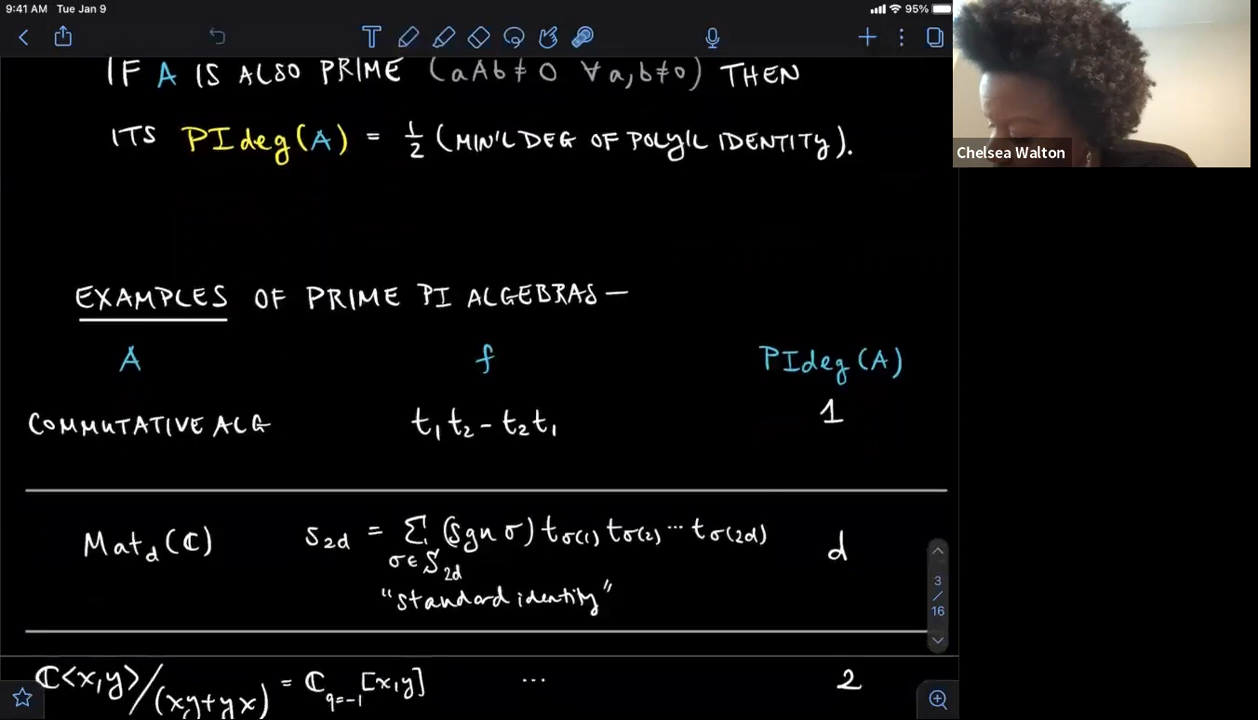 9:41 AM Tue Jan 9
95%
IF A IS ALSO PRIME (aAb ≠ 0 ∀ a, b ≠ 0) THEN
ITS PIdeg(A) = 1/2 (MIN'L DEG OF POLY'L IDENTITY).
Chelsea Walton
EXAMPLES OF PRIME PI ALGEBRAS —
A f PIdeg(A)
COMMUTATIVE ALG t₁t₂ - t₂t₁ 1
Mat_d(ℂ) S_2d = Σ_{σ∈S_2d} (sgn σ) t_σ(1) t_σ(2) ... t_σ(2d) d
"standard identity"
3 / 16
ℂ<x,y>/(xy+yx) = ℂ_{q=-1}[x,y] ... 2